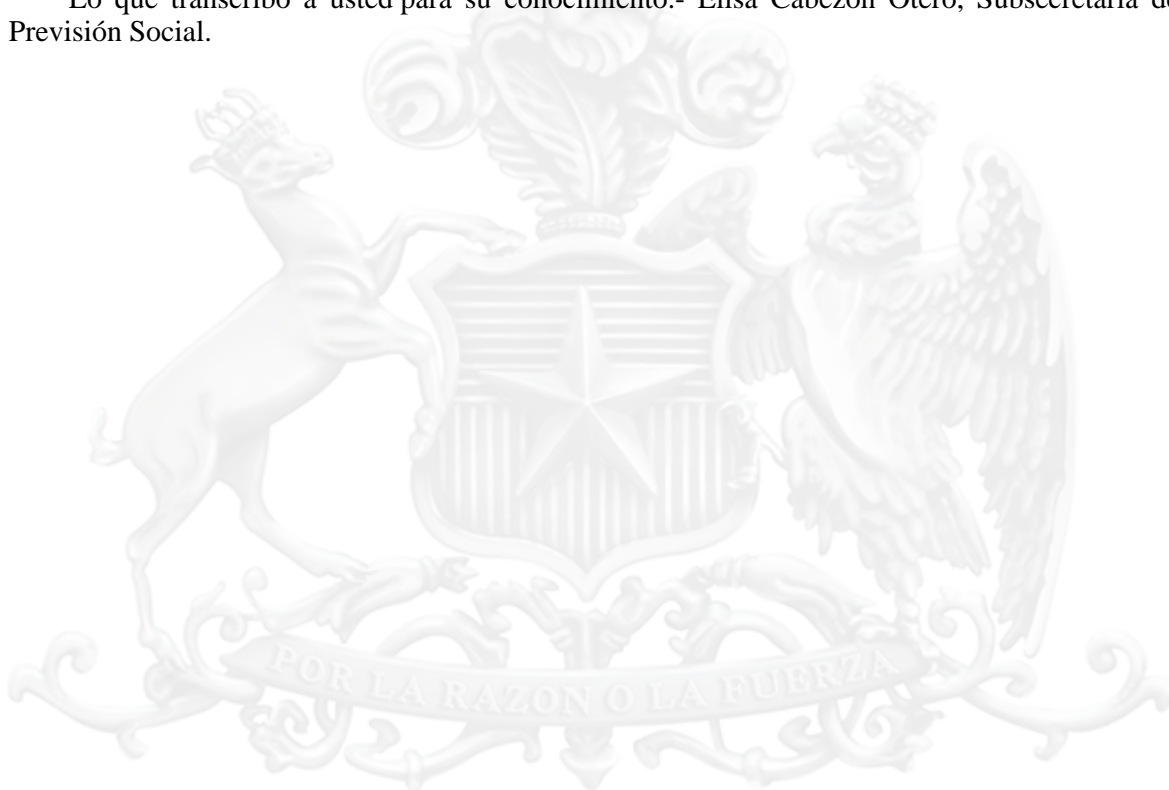 Lo que transcribo a usted para su conocimiento.- Elisa Cabezón Otero, Subsecretaria de
Previsión Social.
POR LA RAZON O LA FUERZA